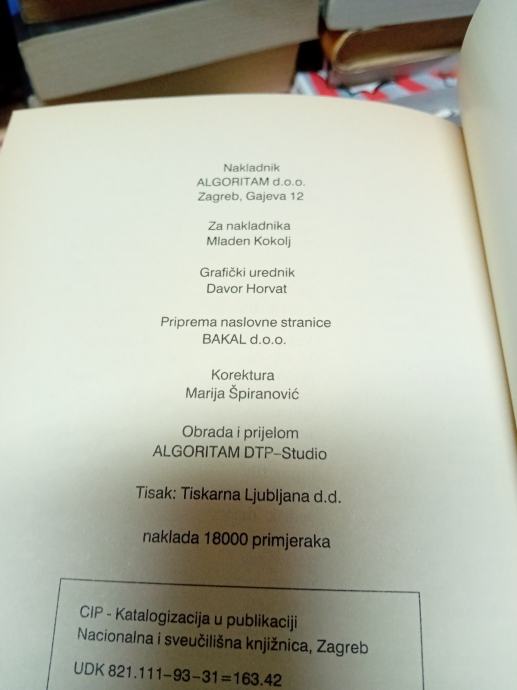 Nakladnik
ALGORITAM d.o.o.
Zagreb, Gajeva 12
Za nakladnika
Mladen Kokolj
Grafički urednik
Davor Horvat
Priprema naslovne stranice
BAKAL d.o.o.
Korektura
Marija Špiranović
Obrada i prijelom
ALGORITAM DTP–Studio
Tisak: Tiskarna Ljubljana d.d.
naklada 18000 primjeraka
CIP - Katalogizacija u publikaciji
Nacionalna i sveučilišna knjižnica, Zagreb
UDK 821.111–93–31=163.42